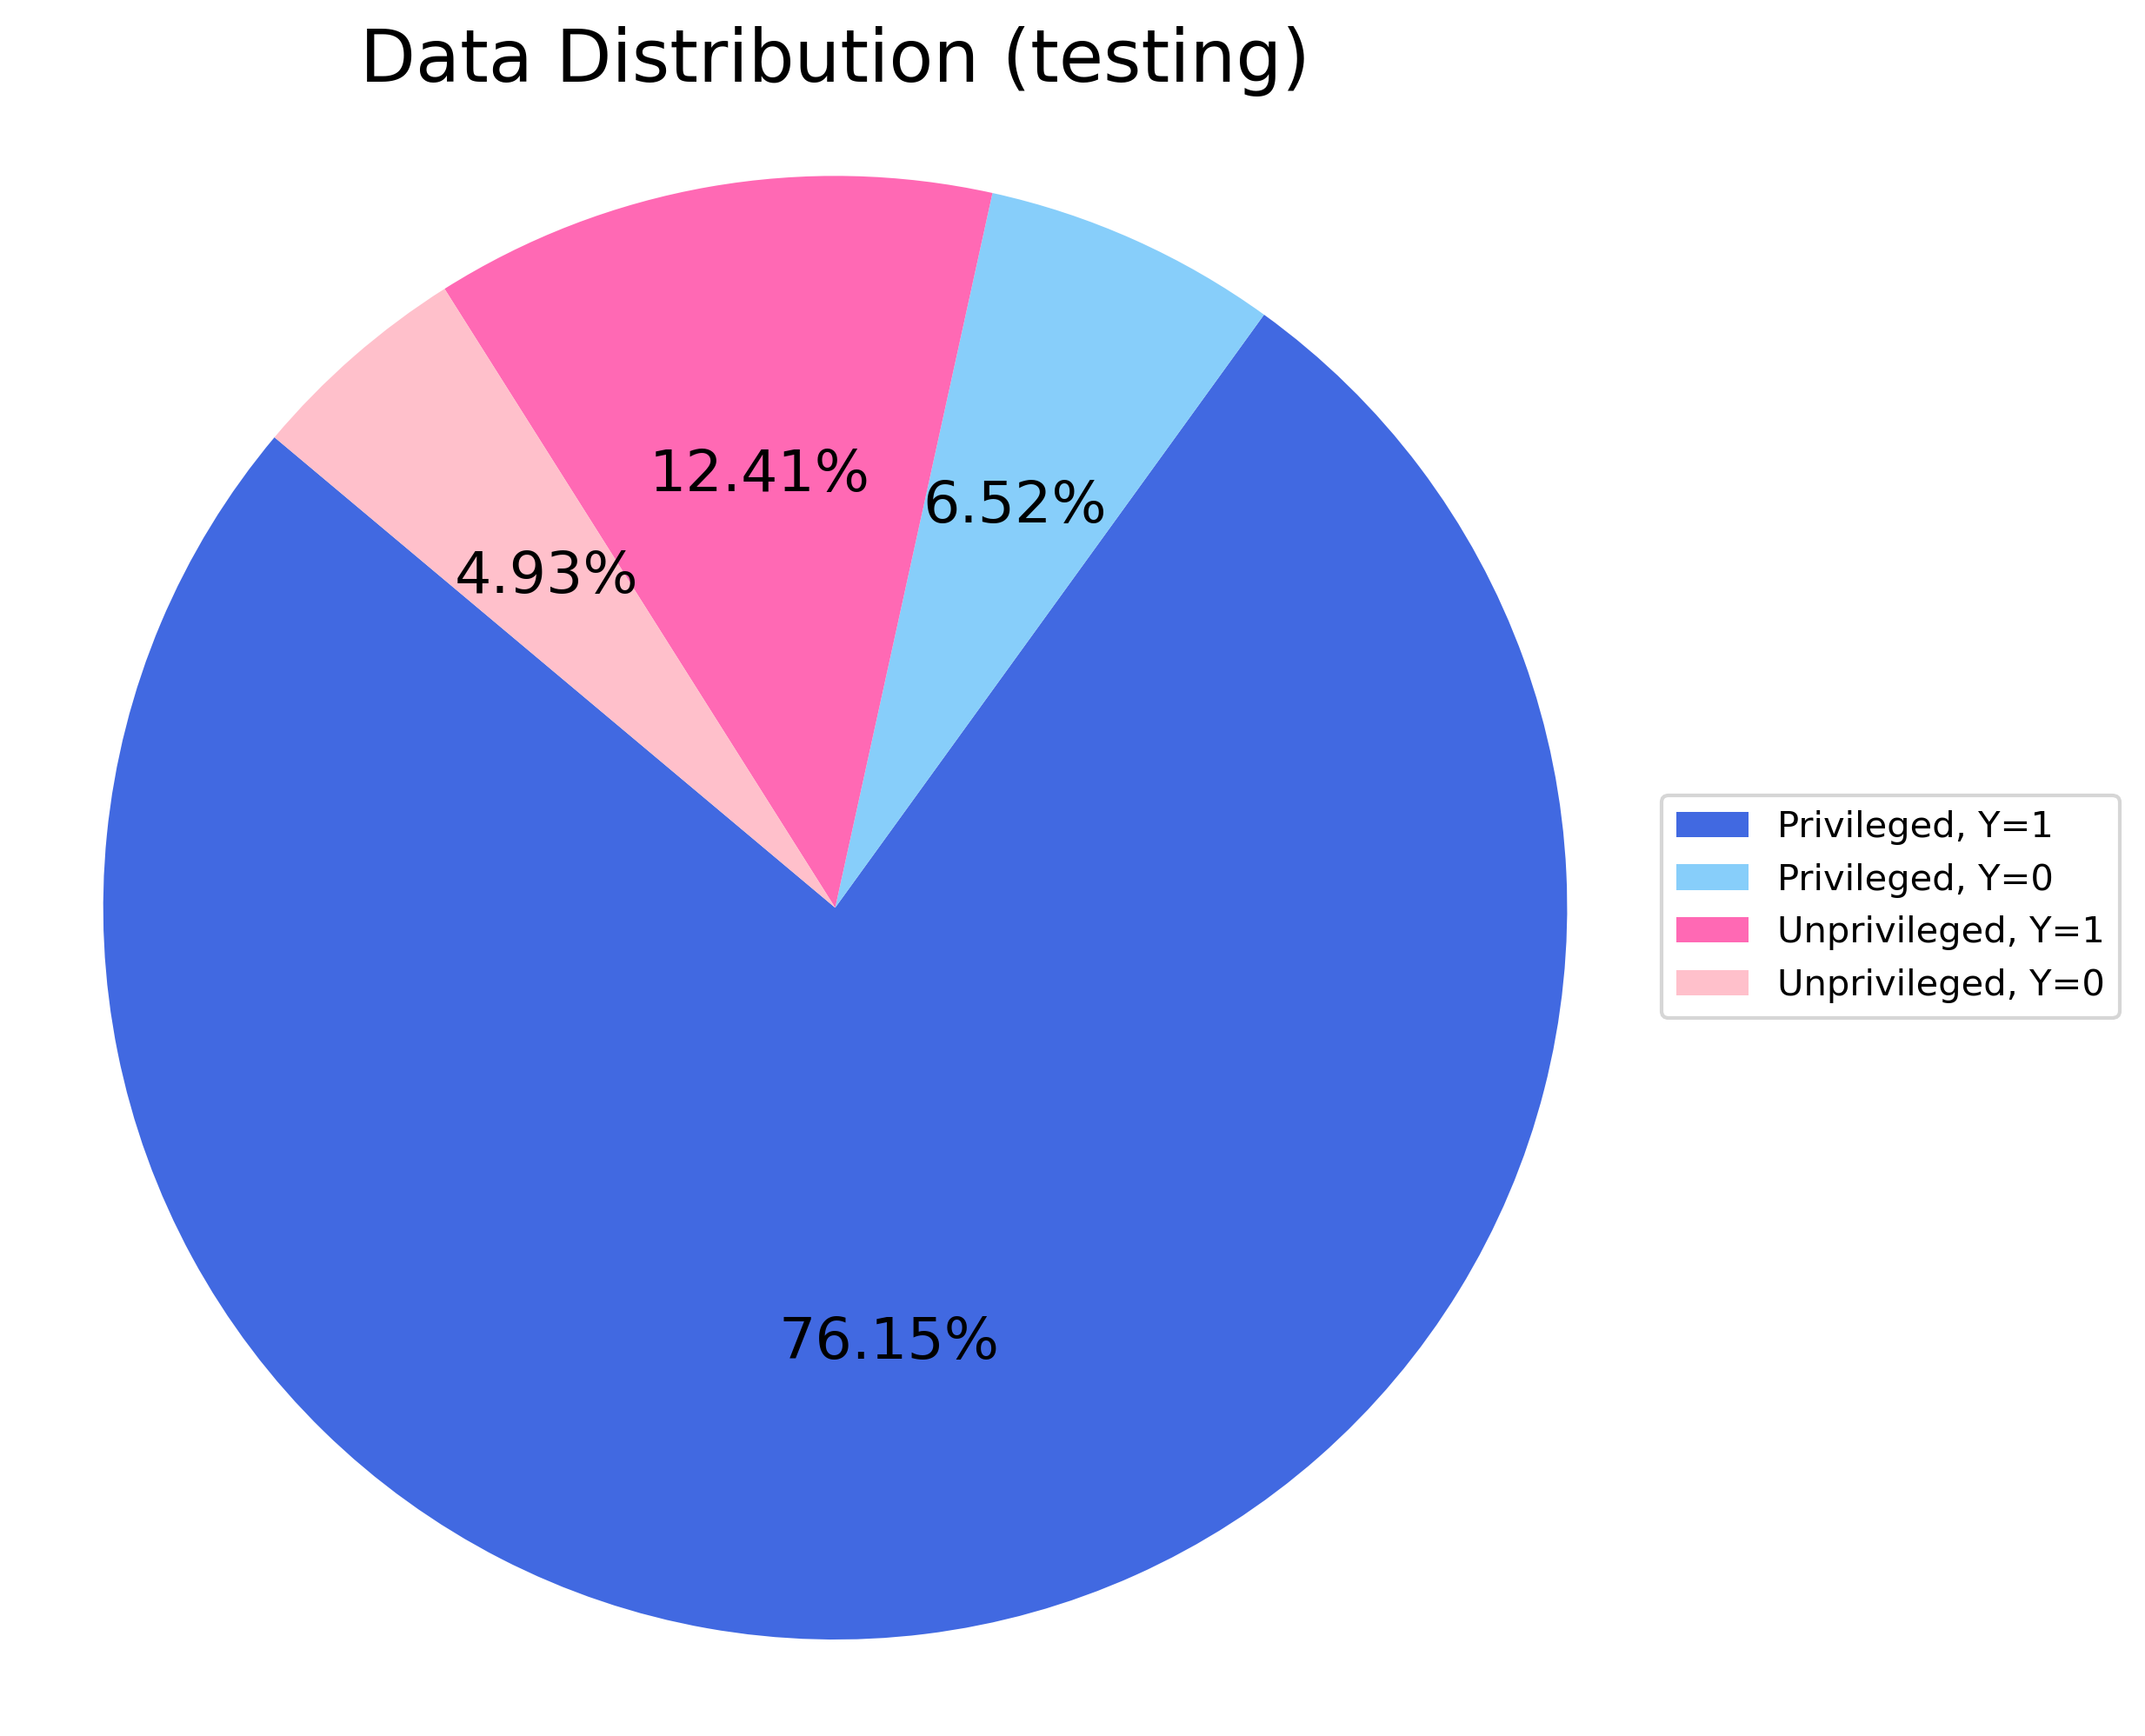 Data Distribution (testing)
12.41%
6.52%
4.93%
76.15%
Privileged, Y=1
Privileged, Y=0
Unprivileged, Y=1
Unprivileged, Y=0